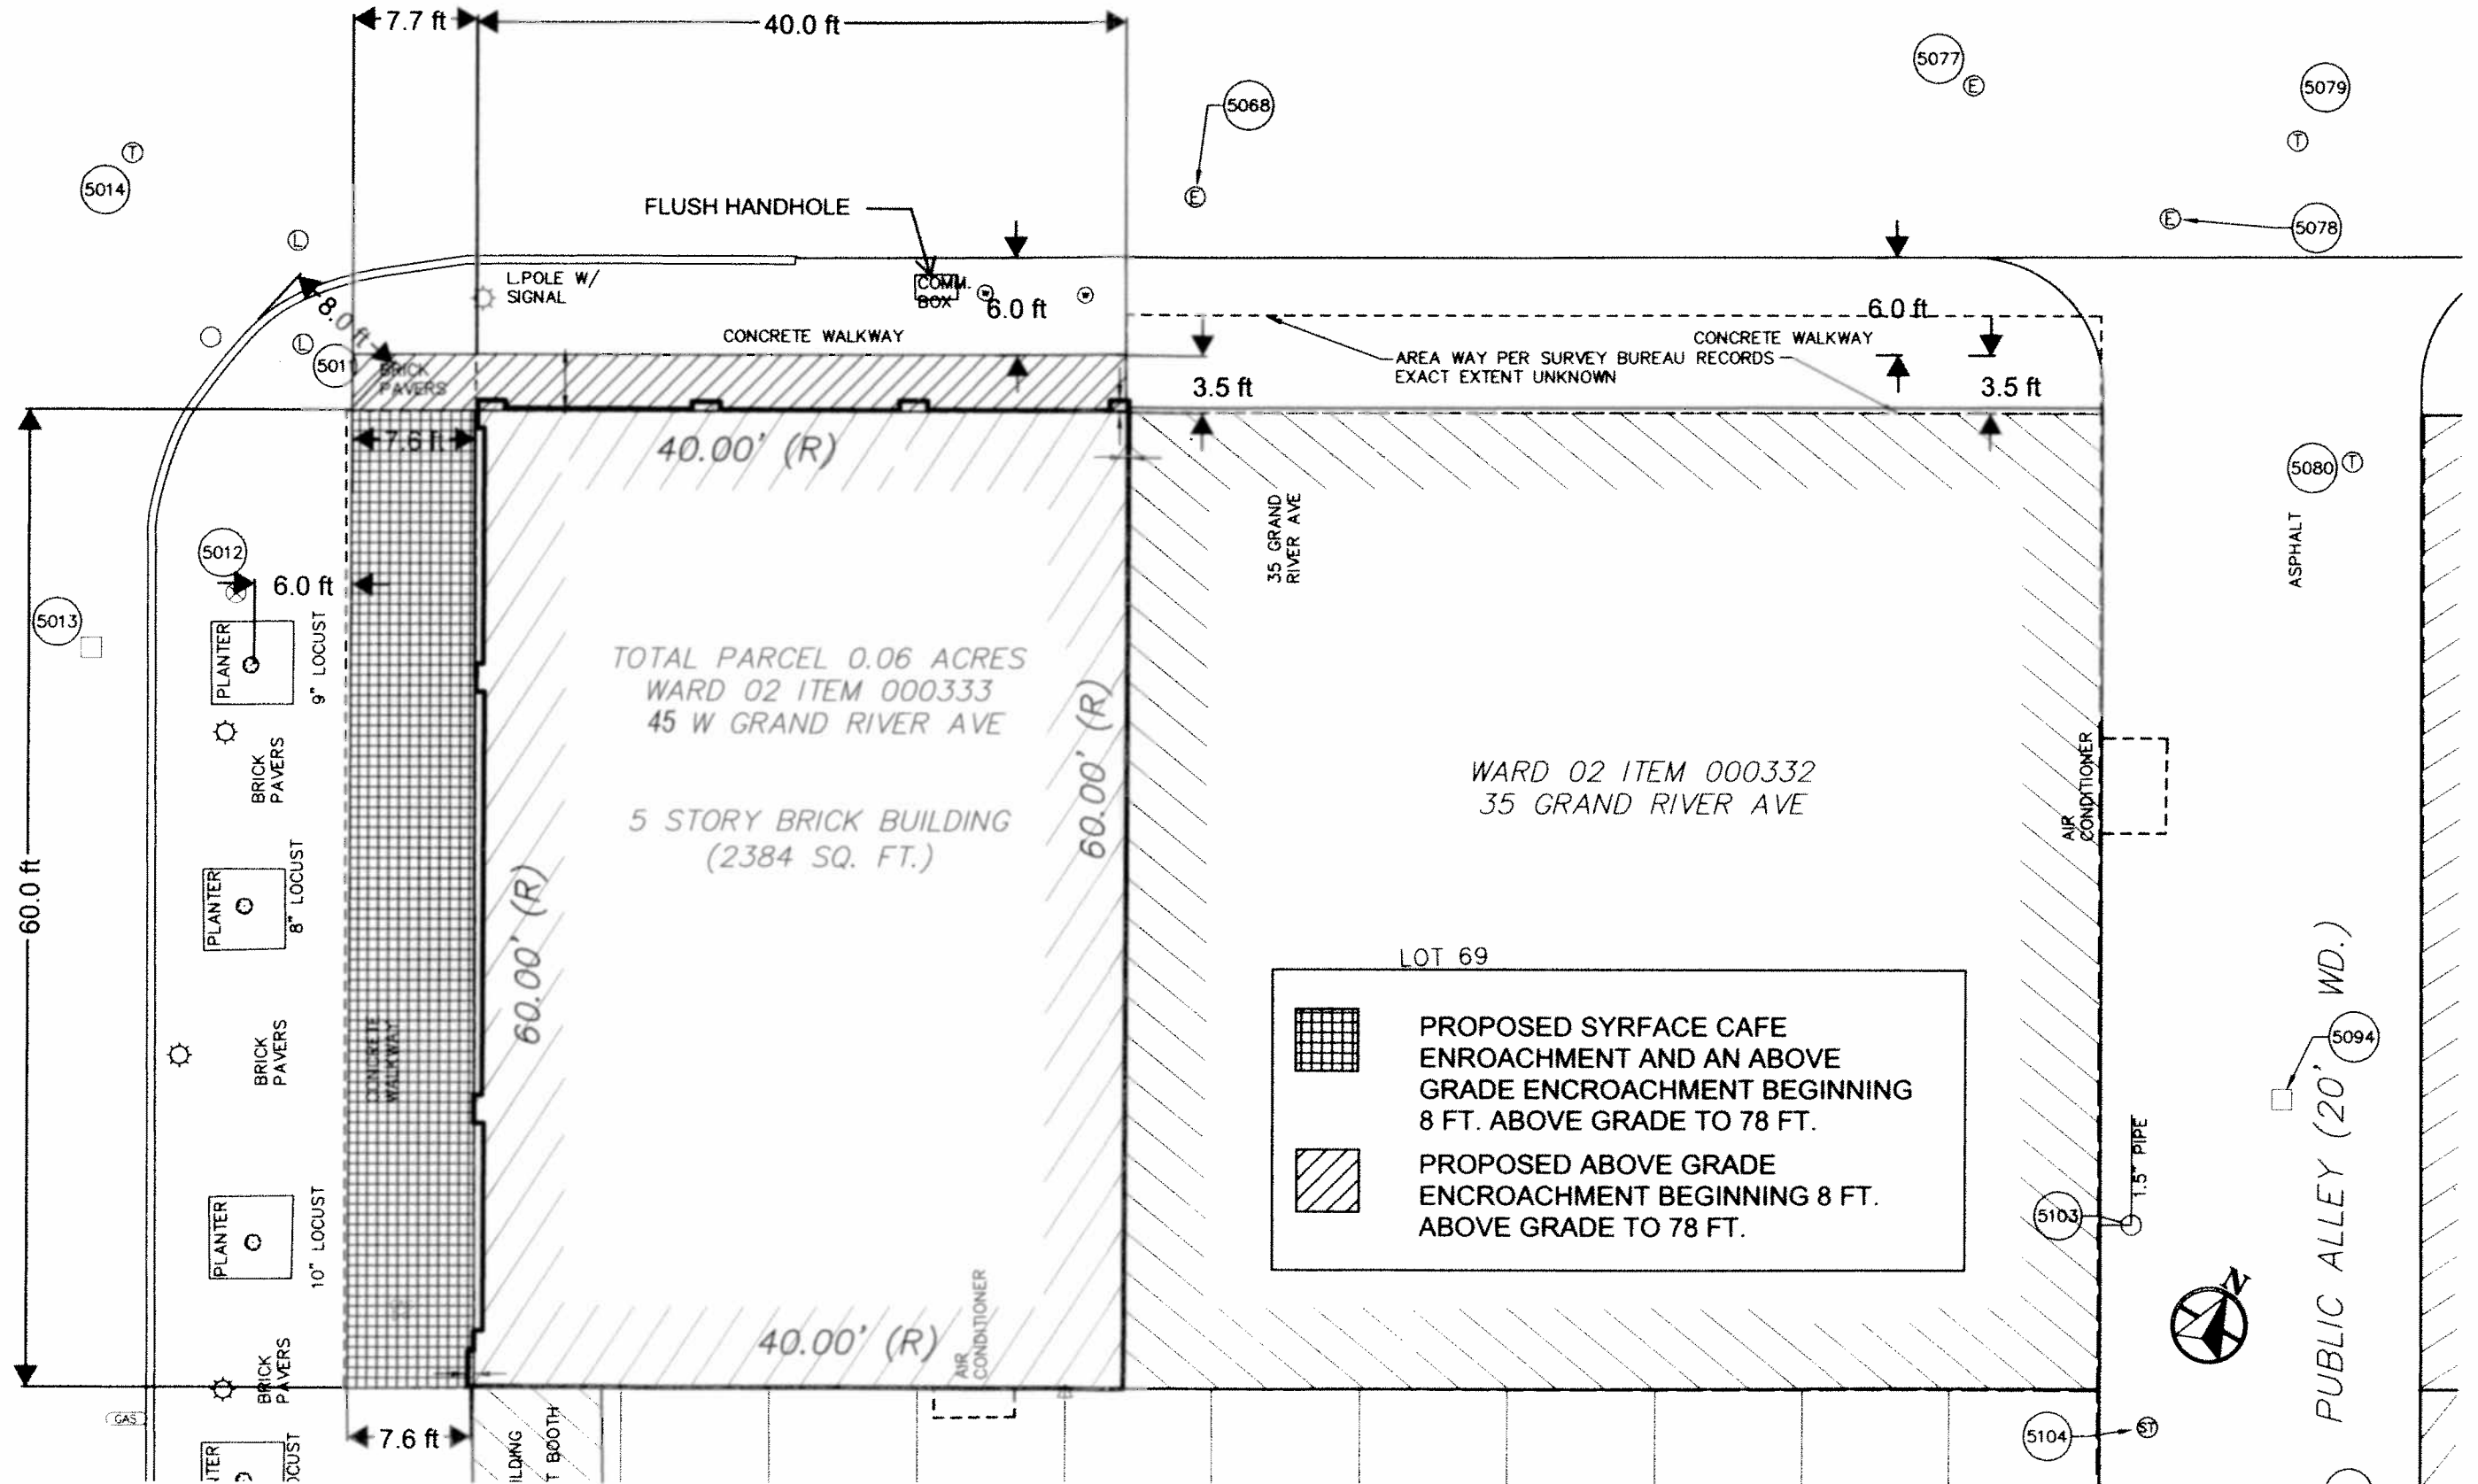 7.7 ft
40.0 ft
5077
E
5079
T
5068
E
T
5014
FLUSH HANDHOLE
E
5078
L
L.POLE W/
SIGNAL
COMM.
BOX
W
W
6.0 ft
6.0 ft
8.0 ft
CONCRETE WALKWAY
CONCRETE WALKWAY
L
501
BRICK
PAVERS
AREA WAY PER SURVEY BUREAU RECORDS
EXACT EXTENT UNKNOWN
3.5 ft
3.5 ft
7.6 ft
40.00' (R)
5080
T
35 GRAND
RIVER AVE
ASPHALT
5012
6.0 ft
5013
PLANTER
9" LOCUST
TOTAL PARCEL 0.06 ACRES
WARD 02 ITEM 000333
45 W GRAND RIVER AVE
60.00' (R)
BRICK
PAVERS
WARD 02 ITEM 000332
35 GRAND RIVER AVE
AIR
CONDITIONER
5 STORY BRICK BUILDING
(2384 SQ. FT.)
60.0 ft
PLANTER
8" LOCUST
60.00' (R)
LOT 69
PUBLIC ALLEY (20' WD.)
CONCRETE
WALKWAY
BRICK
PAVERS
PROPOSED SYRFACE CAFE
ENROACHMENT AND AN ABOVE
GRADE ENCROACHMENT BEGINNING
8 FT. ABOVE GRADE TO 78 FT.
5094
PROPOSED ABOVE GRADE
ENCROACHMENT BEGINNING 8 FT.
ABOVE GRADE TO 78 FT.
1.5" PIPE
5103
PLANTER
10" LOCUST
N
40.00' (R)
AIR
CONDITIONER
BRICK
PAVERS
GAS
7.6 ft
ILDING
T BOOTH
5104
ST
NTER
OCUST